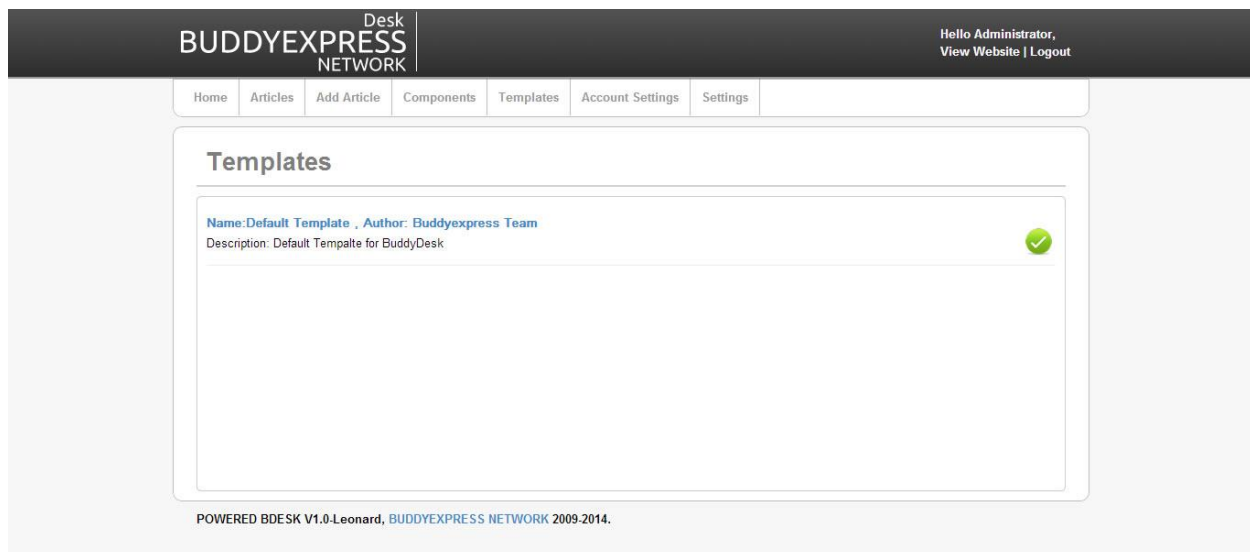 Desk
BUDDYEXPRESS
NETWORK
Hello Administrator,
View Website | Logout
Home Articles Add Article Components Templates Account Settings Settings
Templates
Name:Default Template , Author: Buddyexpress Team
Description: Default Tempalte for BuddyDesk
POWERED BDESK V1.0-Leonard, BUDDYEXPRESS NETWORK 2009-2014.